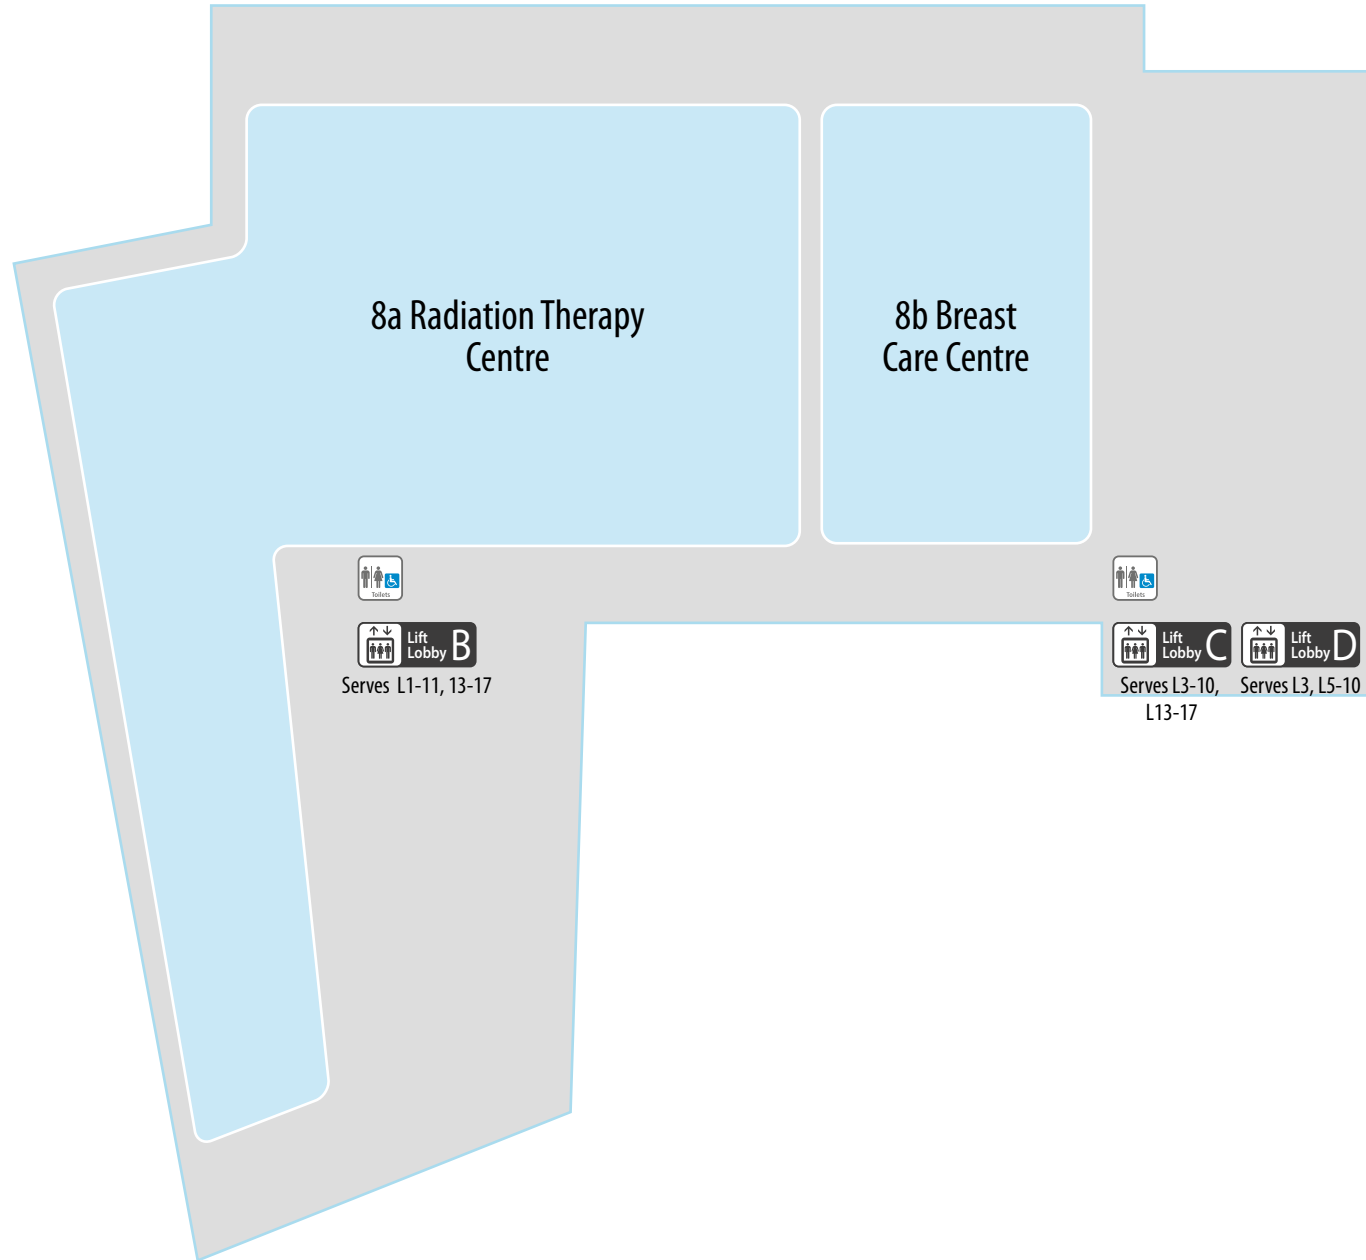 8a Radiation Therapy
Centre
8b Breast
Care Centre
Toilets
Toilets
Lift
Lobby B
Serves L1-11, 13-17
Lift
Lobby C
Serves L3-10,
L13-17
Lift
Lobby D
Serves L3, L5-10